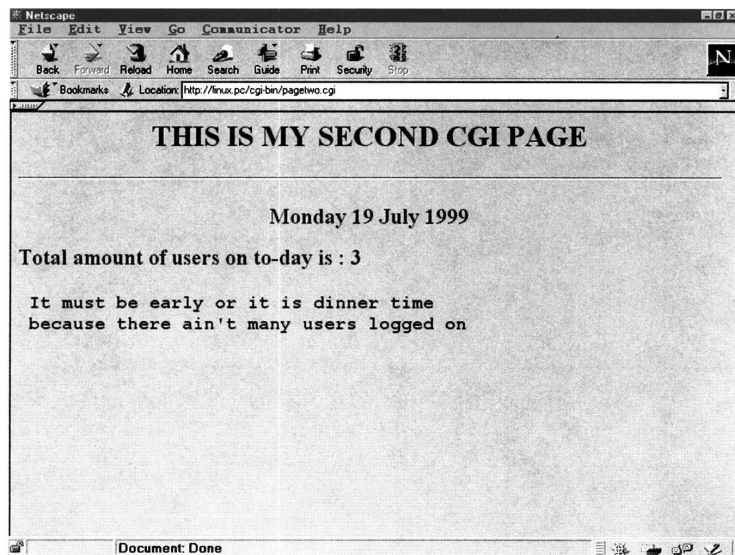 Netscape
File Edit View Go Communicator Help
Back Forward Reload Home Search Guide Print Security Stop
N
Bookmarks Location: http://linux.pc/cgi-bin/pagetwo.cgi
THIS IS MY SECOND CGI PAGE
Monday 19 July 1999
Total amount of users on to-day is : 3
It must be early or it is dinner time
because there ain't many users logged on
Document: Done